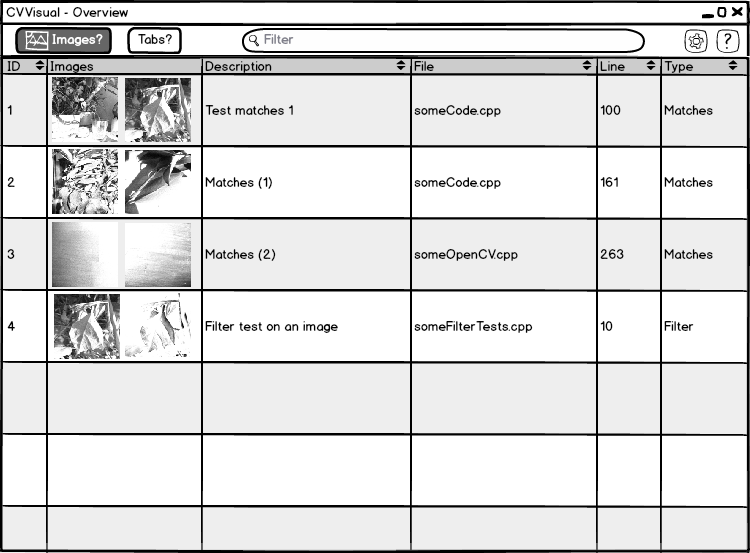 CVVisual - Overview
Images? Tabs? Filter ?
ID Images Description File Line Type
1 Test matches 1 someCode.cpp 100 Matches
2 Matches (1) someCode.cpp 161 Matches
3 Matches (2) someOpenCV.cpp 263 Matches
4 Filter test on an image someFilterTests.cpp 10 Filter